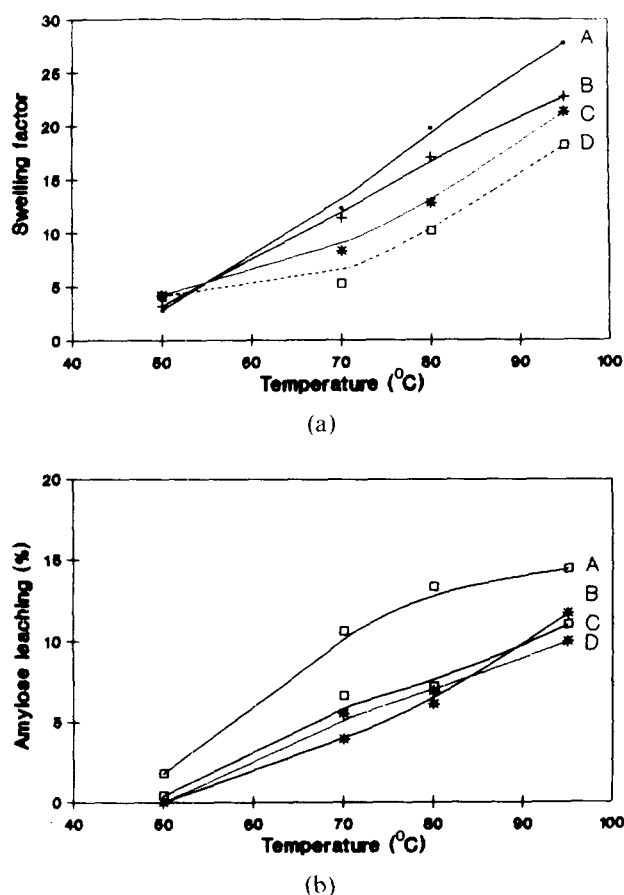 30
25
20
15
10
5
0
Swelling factor
A
B
C
D
40 50 60 70 80 90 100
Temperature (°C)
(a)
20
15
10
5
0
Amylose leaching (%)
A
B
C
D
40 50 60 70 80 90 100
Temperature (°C)
(b)